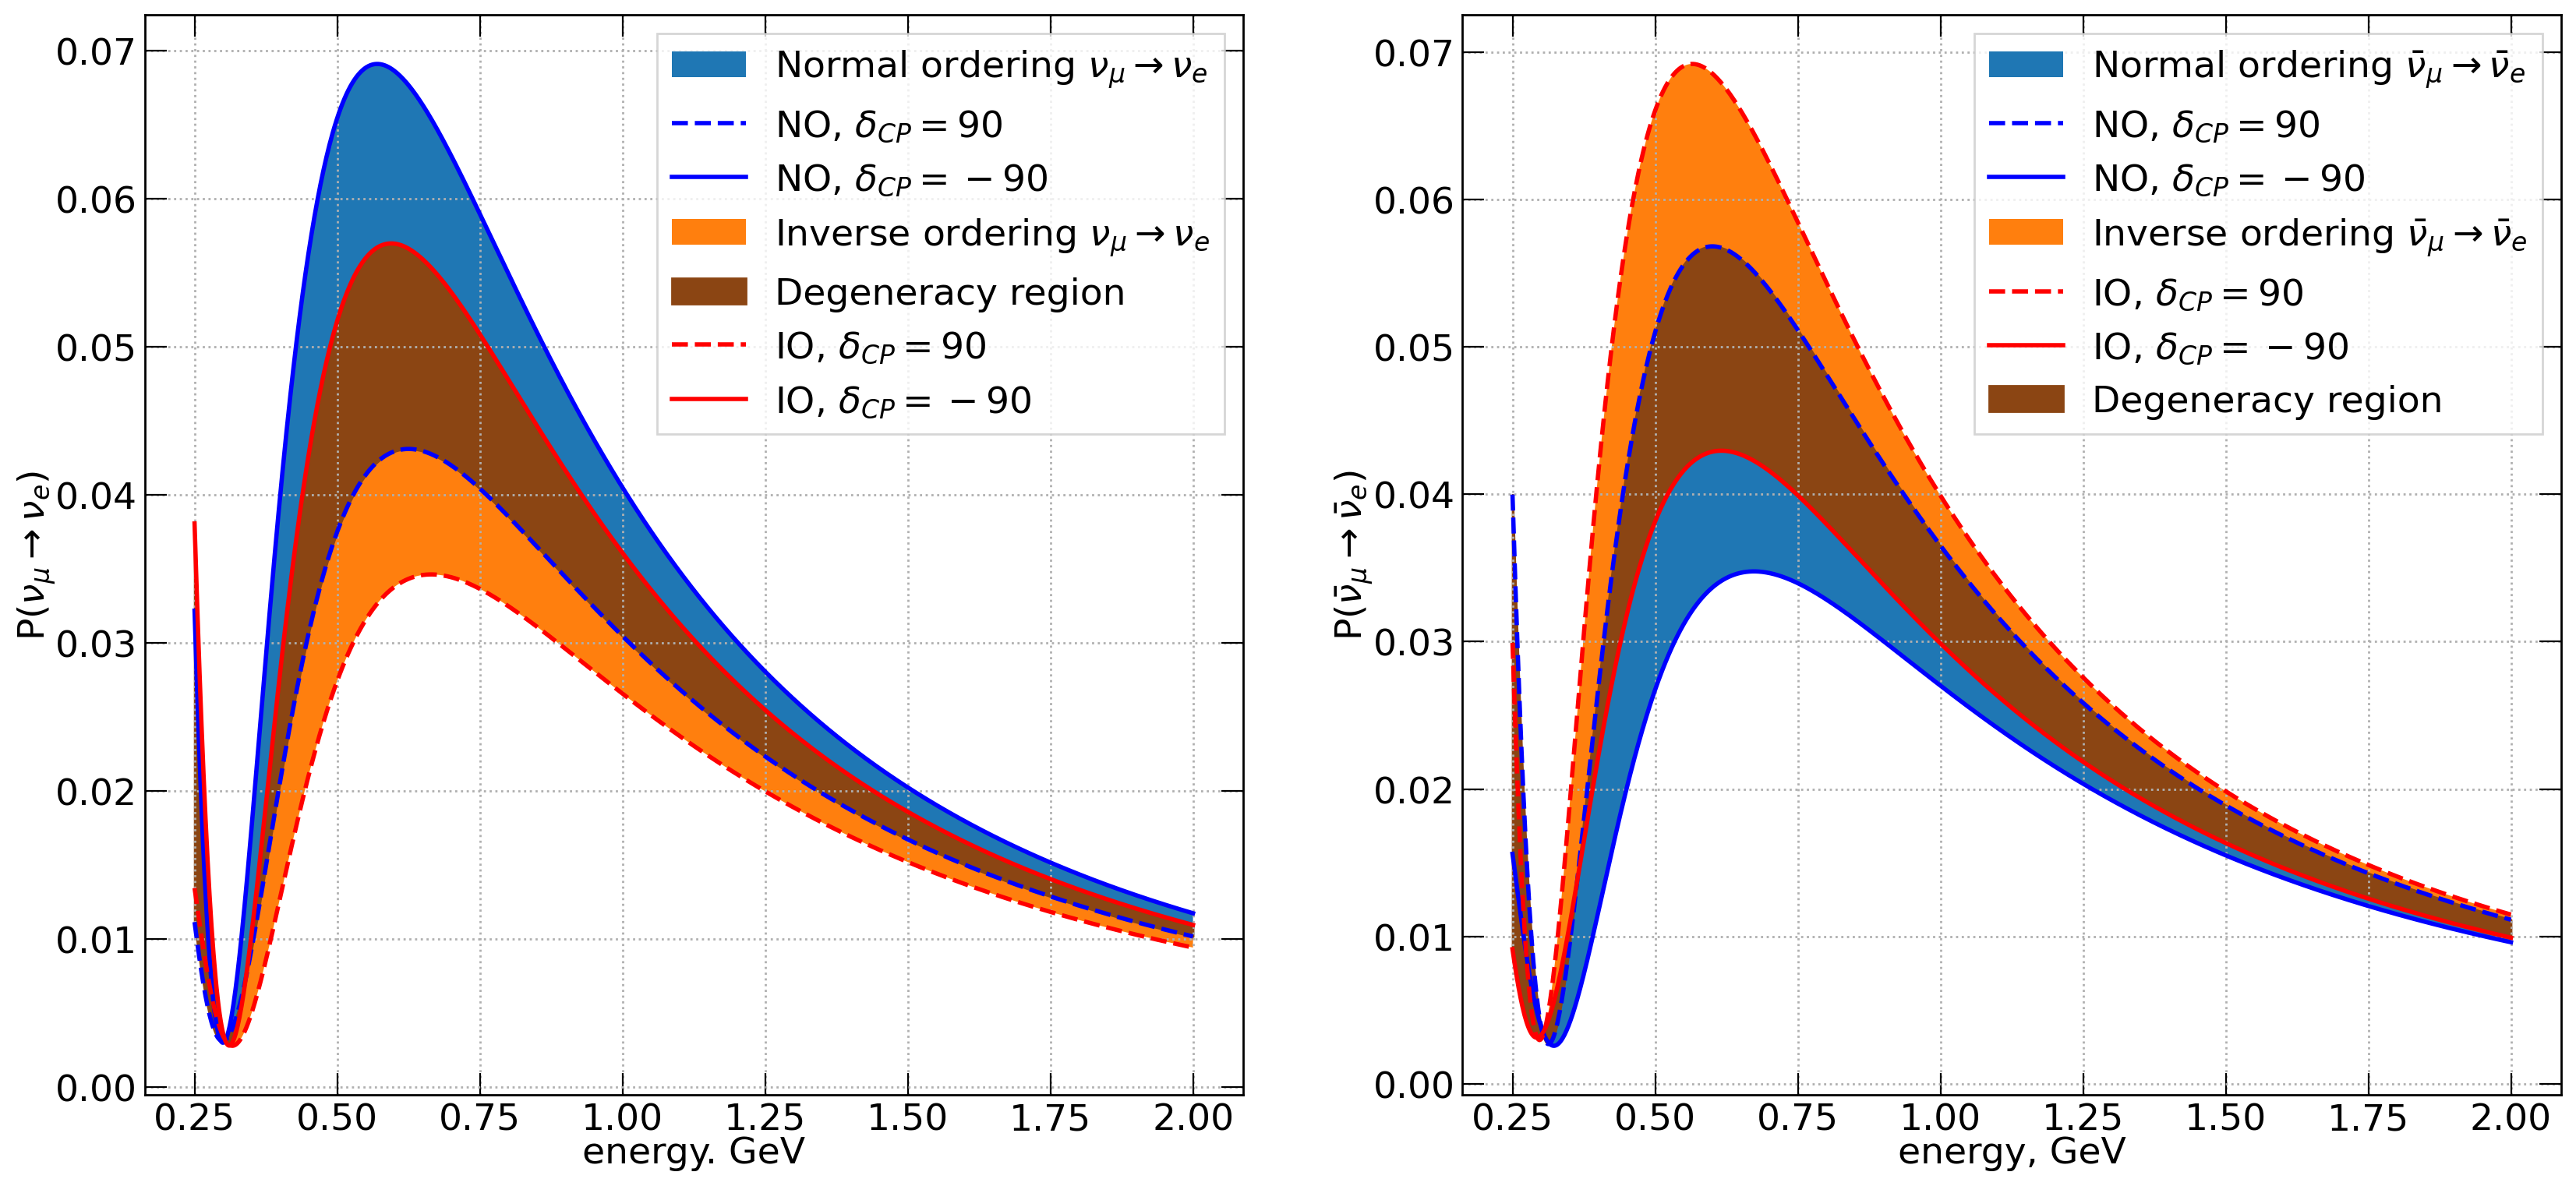 0.07
0.06
0.05
0.04
0.03
0.02
0.01
0.00
P(ν_μ → ν_e)
Normal ordering ν_μ → ν_e
NO, δ_CP = 90
NO, δ_CP = −90
Inverse ordering ν_μ → ν_e
Degeneracy region
IO, δ_CP = 90
IO, δ_CP = −90
0.25 0.50 0.75 1.00 1.25 1.50 1.75 2.00
energy. GeV
0.07
0.06
0.05
0.04
0.03
0.02
0.01
0.00
P(ν̄_μ → ν̄_e)
Normal ordering ν̄_μ → ν̄_e
NO, δ_CP = 90
NO, δ_CP = −90
Inverse ordering ν̄_μ → ν̄_e
IO, δ_CP = 90
IO, δ_CP = −90
Degeneracy region
0.25 0.50 0.75 1.00 1.25 1.50 1.75 2.00
energy, GeV